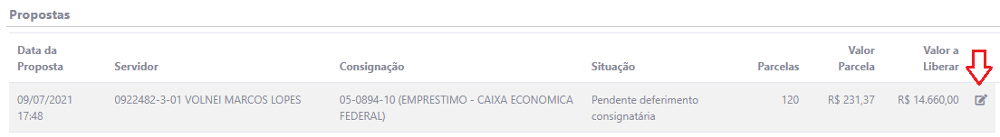 Propostas
Data da Proposta Servidor Consignação Situação Parcelas Valor Parcela Valor a Liberar
09/07/2021 17:48 0922482-3-01 VOLNEI MARCOS LOPES 05-0894-10 (EMPRESTIMO - CAIXA ECONOMICA FEDERAL) Pendente deferimento consignatária 120 R$ 231,37 R$ 14.660,00